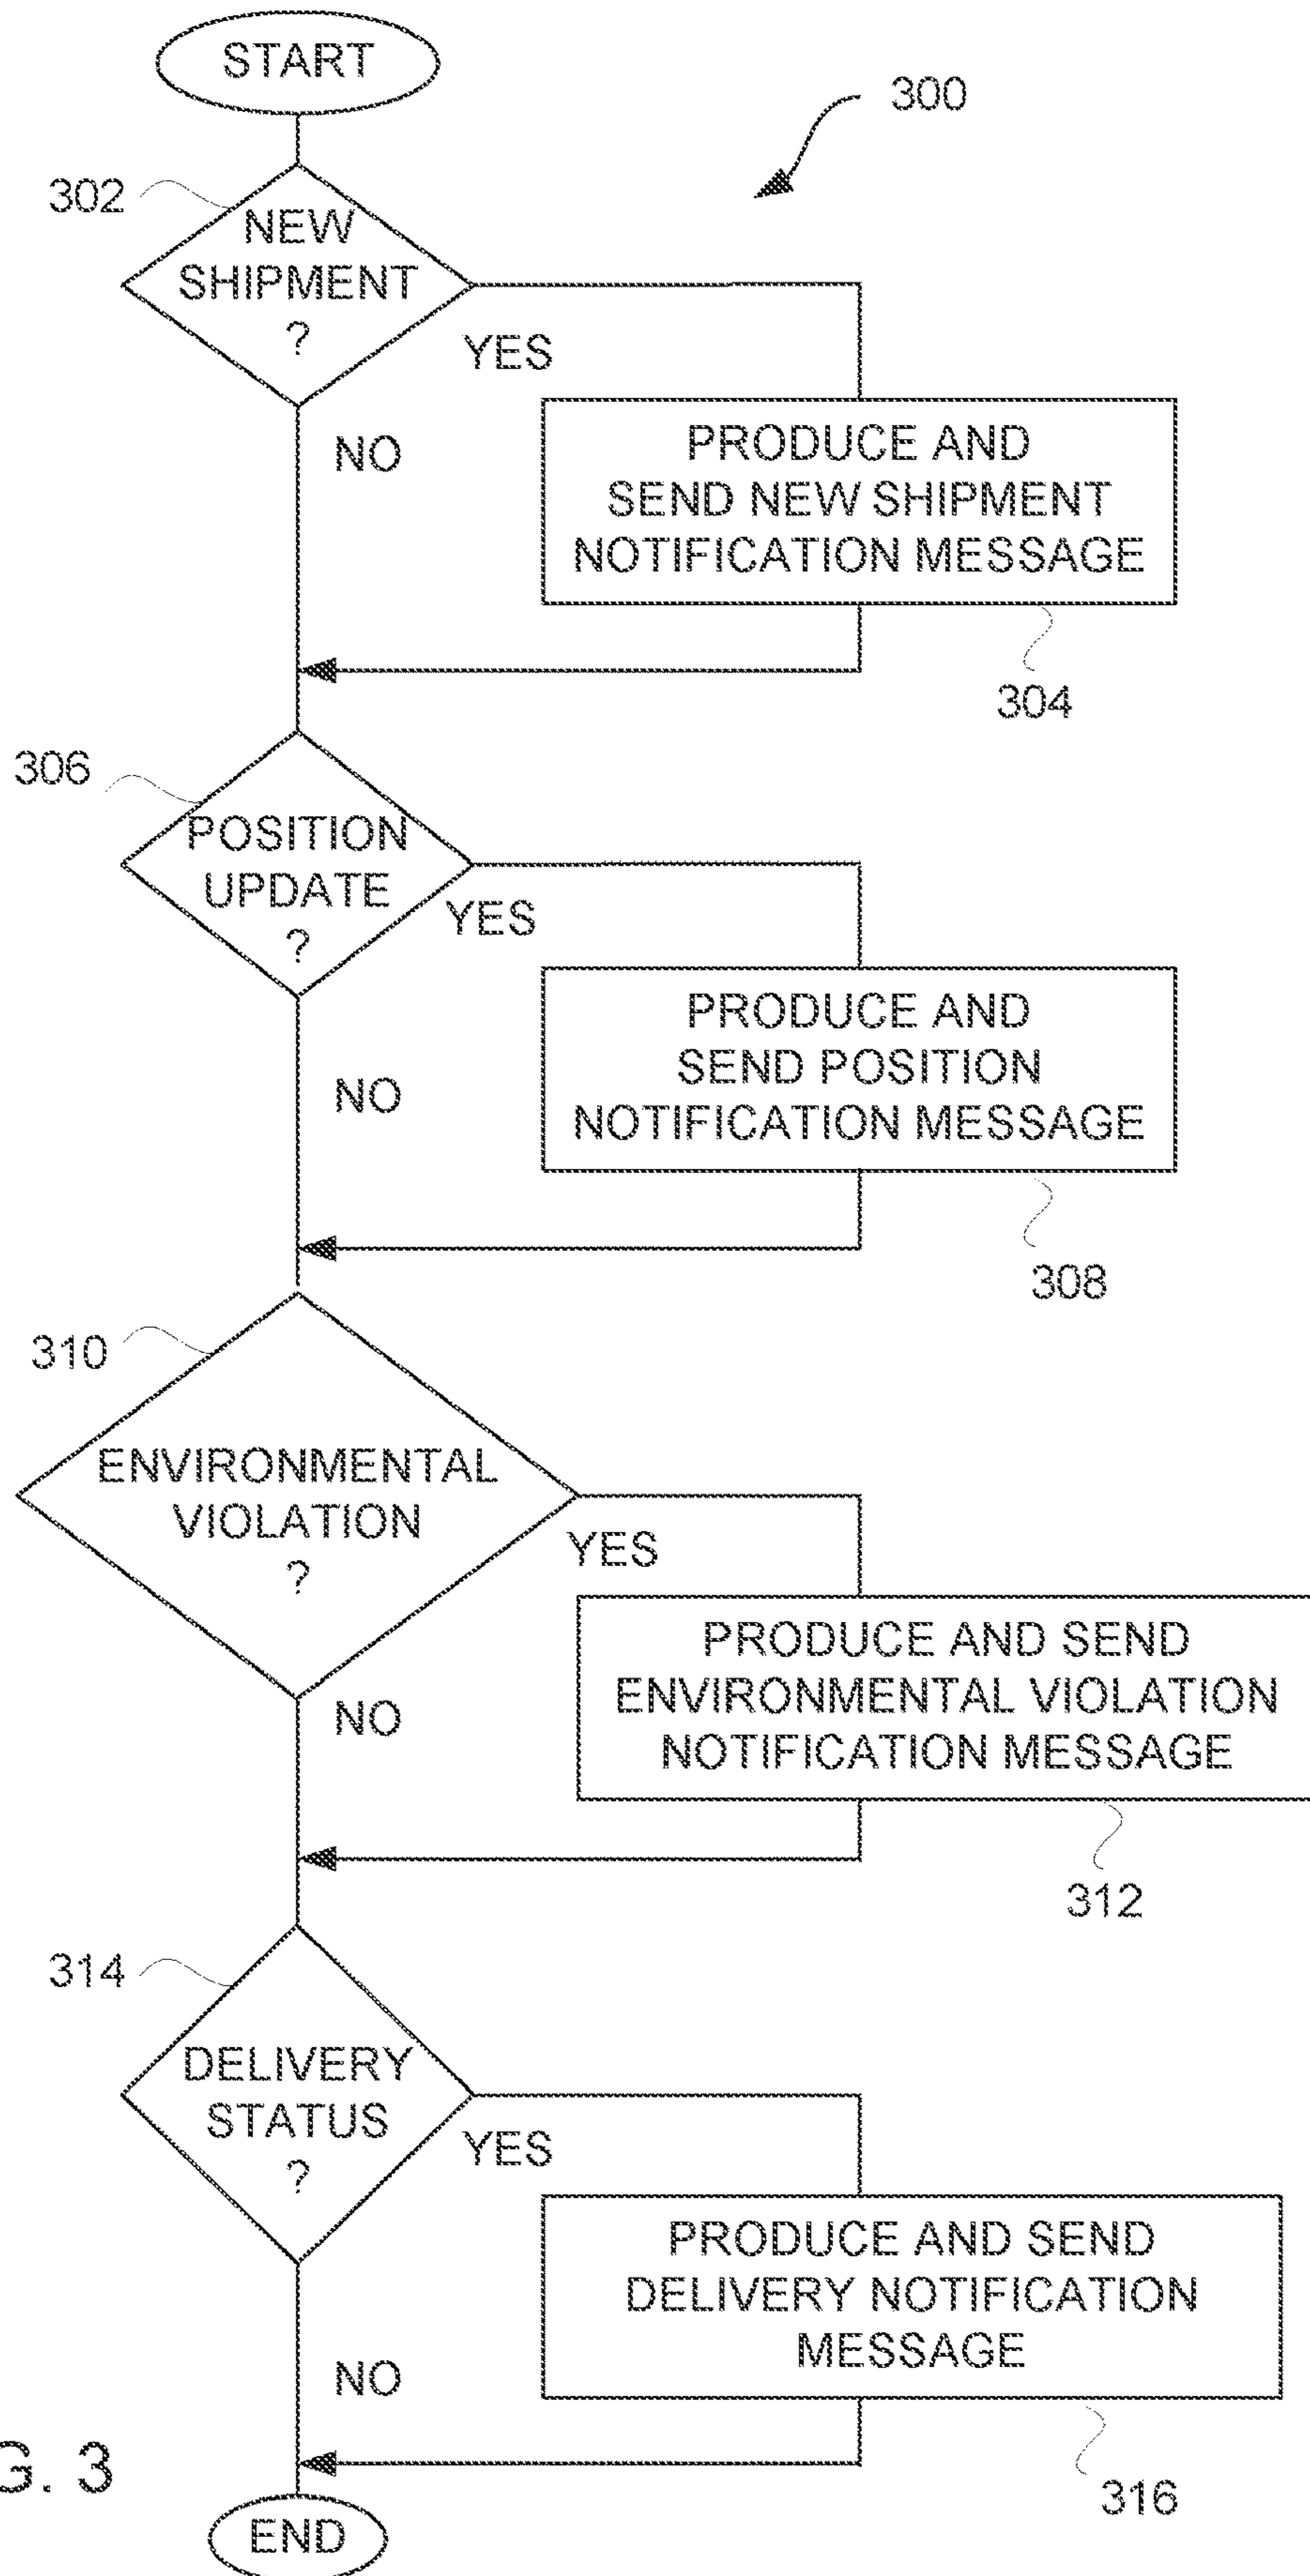 START
300
302
NEW
SHIPMENT
?
YES
NO
PRODUCE AND
SEND NEW SHIPMENT
NOTIFICATION MESSAGE
304
306
POSITION
UPDATE
?
YES
NO
PRODUCE AND
SEND POSITION
NOTIFICATION MESSAGE
308
310
ENVIRONMENTAL
VIOLATION
?
YES
NO
PRODUCE AND SEND
ENVIRONMENTAL VIOLATION
NOTIFICATION MESSAGE
312
314
DELIVERY
STATUS
?
YES
NO
PRODUCE AND SEND
DELIVERY NOTIFICATION
MESSAGE
316
G. 3
END